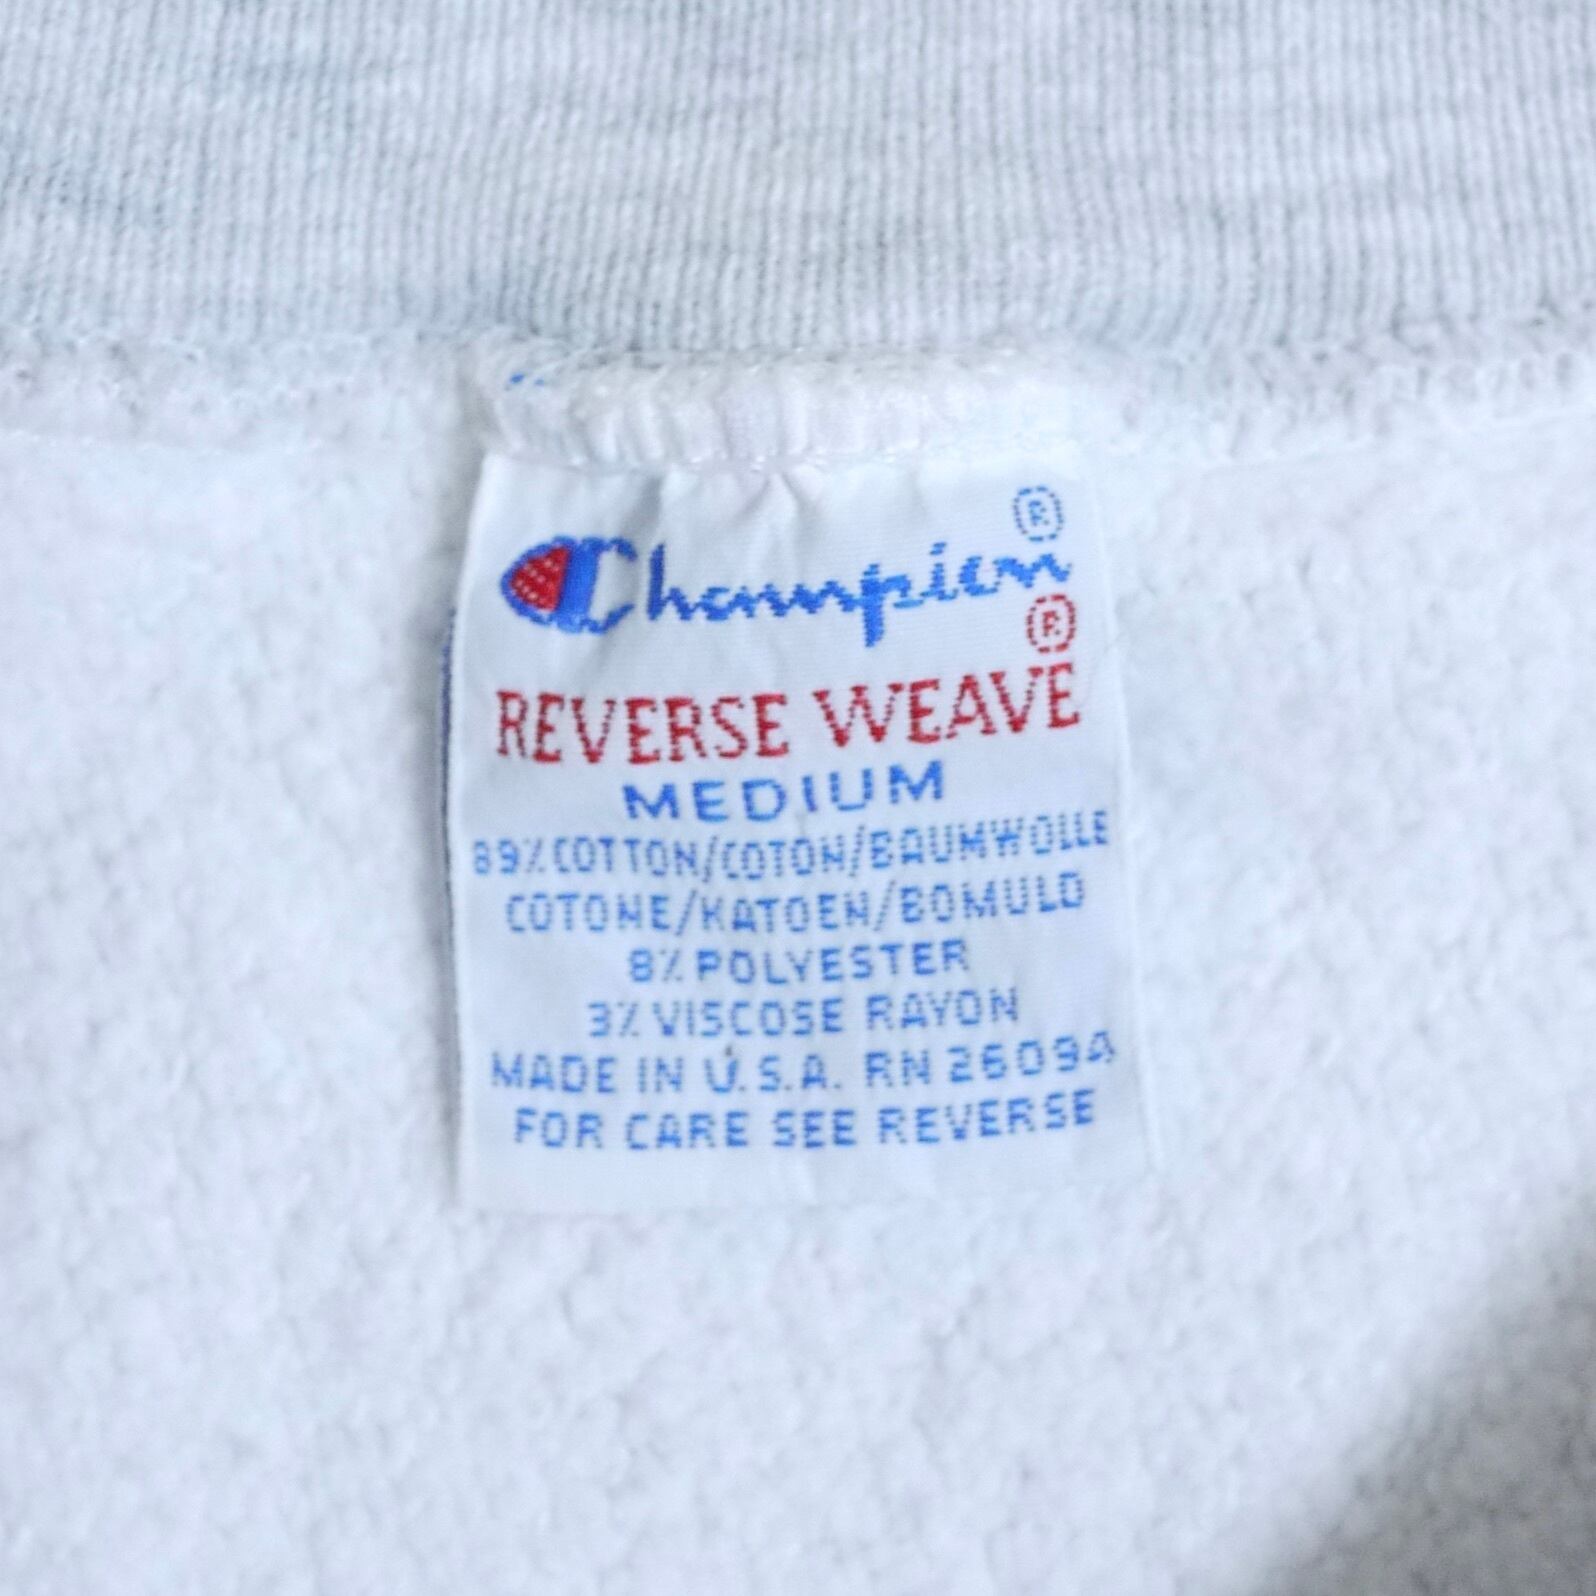 Champion®
®
REVERSE WEAVE
MEDIUM
89% COTTON/COTON/BAUMWOLLE
COTONE/KATOEN/BOMULD
8% POLYESTER
3% VISCOSE RAYON
MADE IN U.S.A. RN 26094
FOR CARE SEE REVERSE